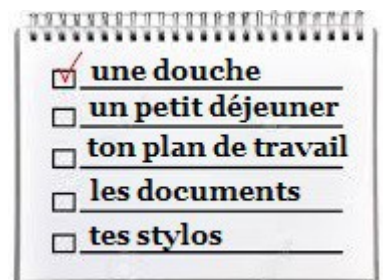 une douche
un petit déjeuner
ton plan de travail
les documents
tes stylos